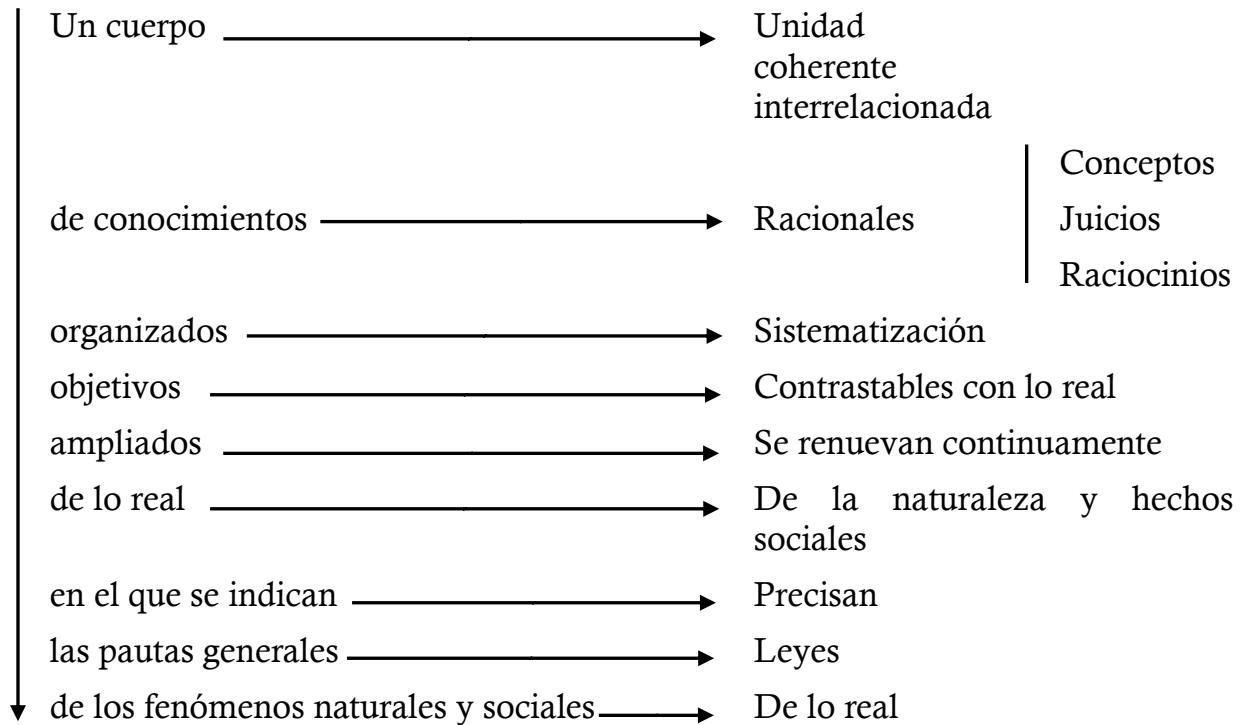 Un cuerpo
Unidad
coherente
interrelacionada
de conocimientos
Racionales
Conceptos
Juicios
Raciocinios
organizados
Sistematización
objetivos
Contrastables con lo real
ampliados
Se renuevan continuamente
de lo real
De la naturaleza y hechos
sociales
en el que se indican
Precisan
las pautas generales
Leyes
de los fenómenos naturales y sociales
De lo real